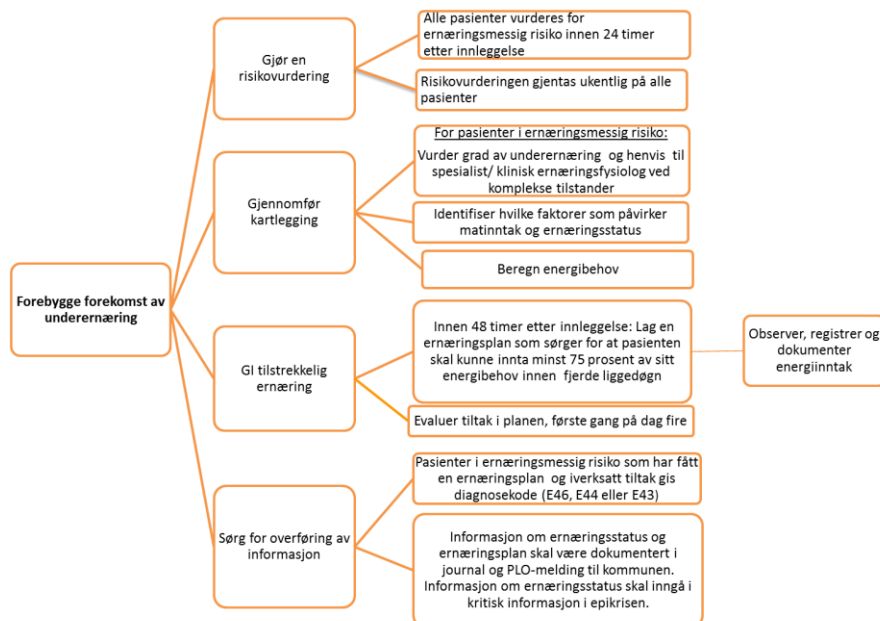 Forebygge forekomst av
underernæring
Gjør en
risikovurdering
Alle pasienter vurderes for
ernæringsmessig risiko innen 24 timer
etter innleggelse
Risikovurderingen gjentas ukentlig på alle
pasienter
Gjennomfør
kartlegging
For pasienter i ernæringsmessig risiko:
Vurder grad av underernæring og henvis til
spesialist/ klinisk ernæringsfysiolog ved
komplekse tilstander
Identifiser hvilke faktorer som påvirker
matinntak og ernæringsstatus
Beregn energibehov
GI tilstrekkelig
ernæring
Innen 48 timer etter innleggelse: Lag en
ernæringsplan som sørger for at pasienten
skal kunne innta minst 75 prosent av sitt
energibehov innen fjerde liggedøgn
Observer, registrer og
dokumenter
energiinntak
Evaluer tiltak i planen, første gang på dag fire
Sørg for overføring av
informasjon
Pasienter i ernæringsmessig risiko som har fått
en ernæringsplan og iverksatt tiltak gis
diagnosekode (E46, E44 eller E43)
Informasjon om ernæringsstatus og
ernæringsplan skal være dokumentert i
journal og PLO-melding til kommunen.
Informasjon om ernæringsstatus skal inngå i
kritisk informasjon i epikrisen.